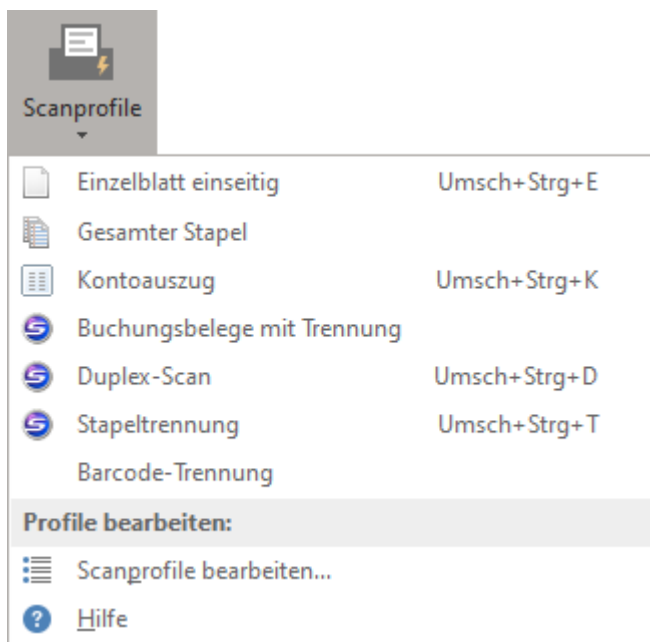 Scanprofile
Einzelblatt einseitig Umsch+Strg+E
Gesamter Stapel
Kontoauszug Umsch+Strg+K
Buchungsbelege mit Trennung
Duplex-Scan Umsch+Strg+D
Stapeltrennung Umsch+Strg+T
Barcode-Trennung
Profile bearbeiten:
Scanprofile bearbeiten...
Hilfe